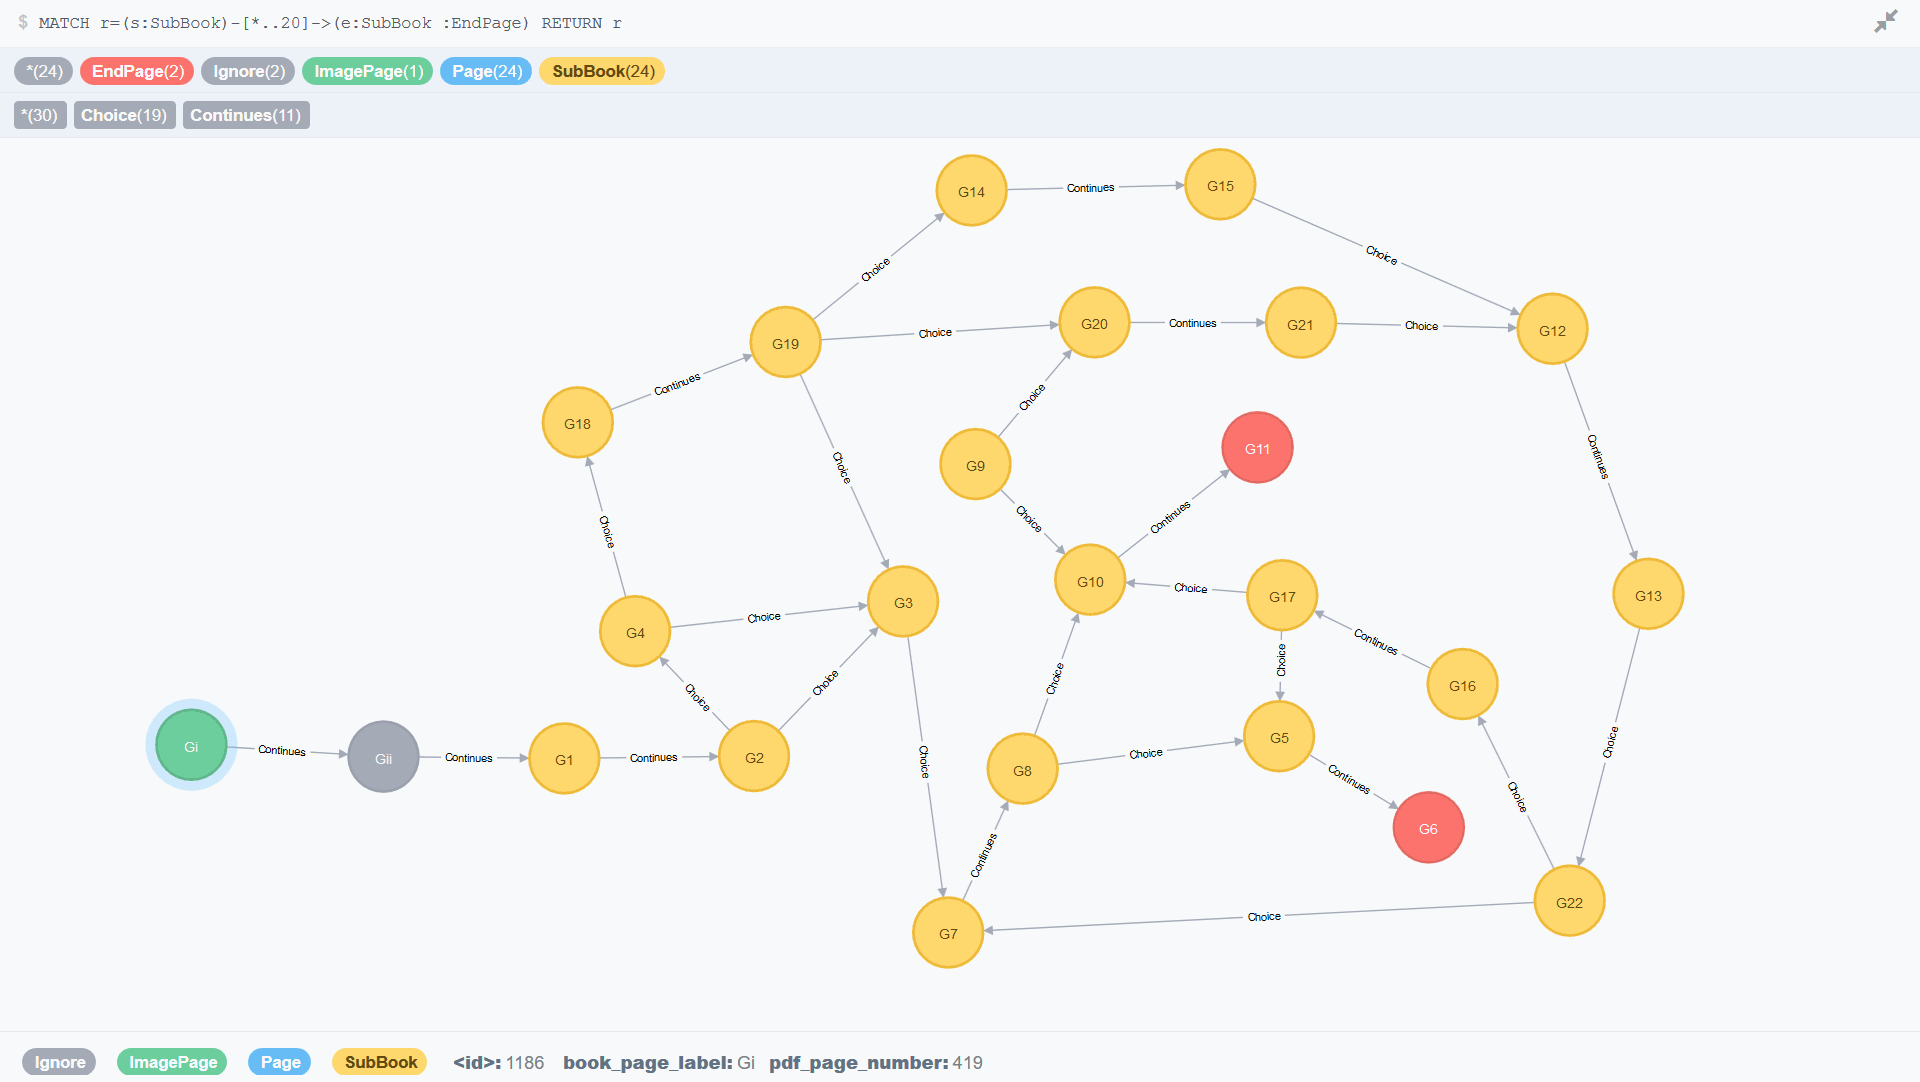 $ MATCH r=(s:SubBook)-[*..20]->(e:SubBook :EndPage) RETURN r
*(24) EndPage(2) Ignore(2) ImagePage(1) Page(24) SubBook(24)
*(30) Choice(19) Continues(11)
G14 Continues G15
Choice
Choice
G19 Choice G20 Continues G21 Choice G12
Continues
Choice
G18
Choice
G9
G11
Continues
Choice
Continues
Choice
G10 Choice G17
G13
G4 Choice G3
Continues
Choice
Choice
Choice
Choice
G16
Gi Continues Gii Continues G1 Continues G2
Choice
G8 Choice G5
Choice
Continues
Choice
G6
Continues
G7 Choice G22
Ignore ImagePage Page SubBook <id>: 1186 book_page_label: Gi pdf_page_number: 419